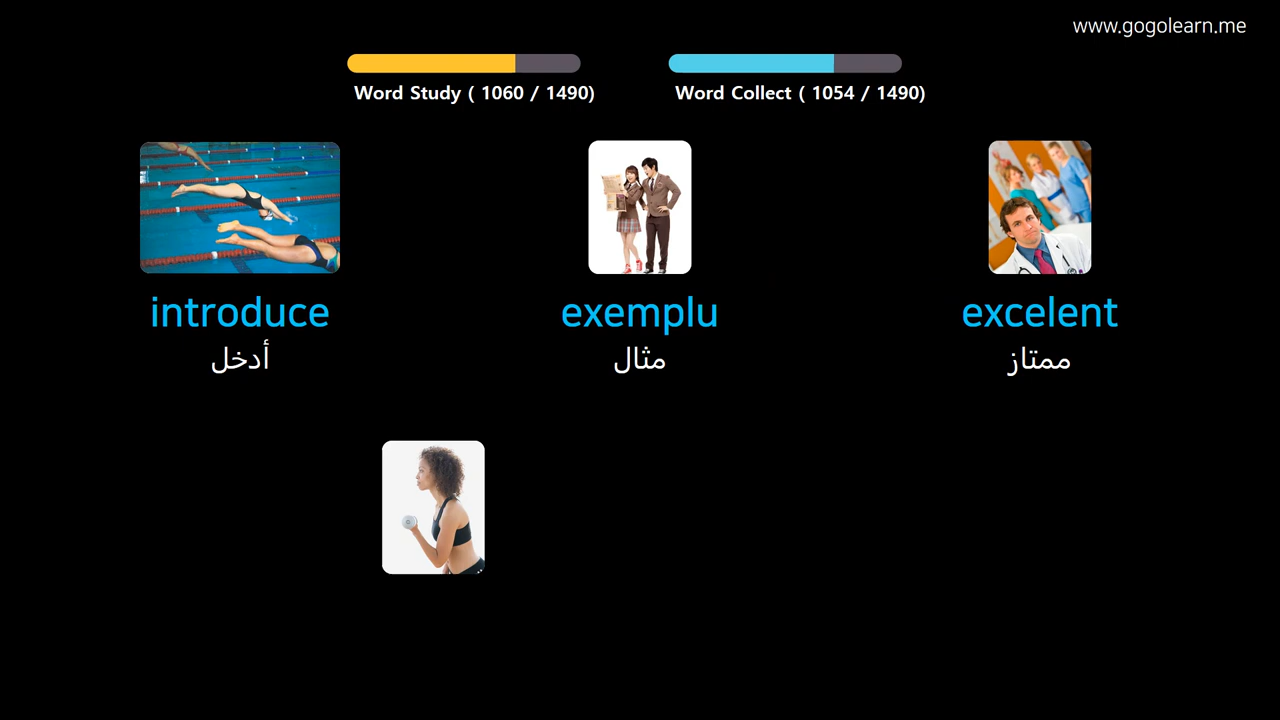 www.gogolearn.me
Word Study ( 1060 / 1490)
Word Collect ( 1054 / 1490)
introduce
أدخل
exemplu
مثال
excelent
ممتاز